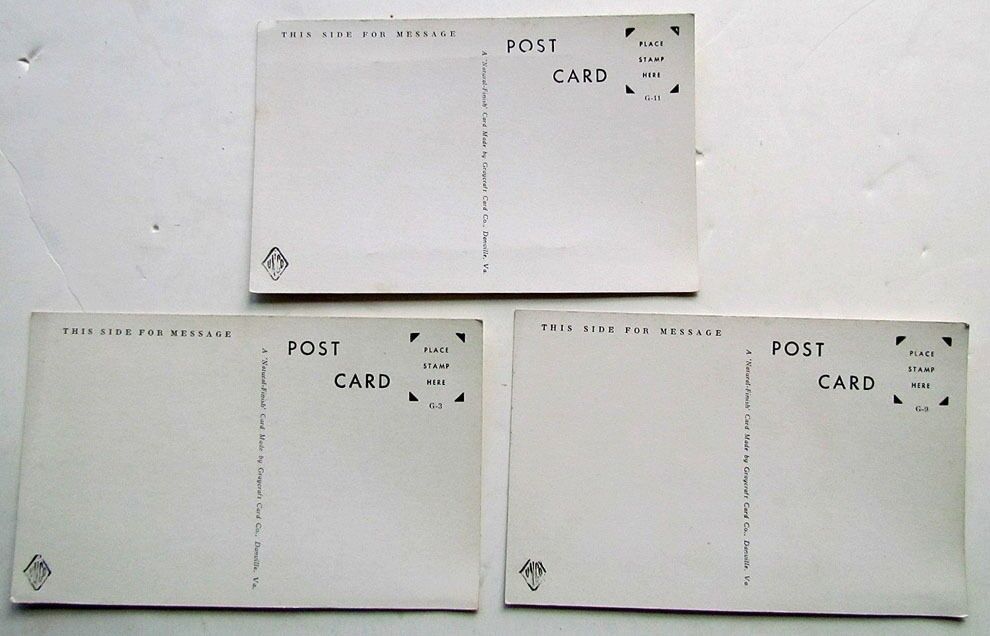 THIS SIDE FOR MESSAGE
POST
CARD
PLACE
STAMP
HERE
G-11
A 'Natural-Finish' Card Made by Graycraft Card Co., Danville, Va.
THIS SIDE FOR MESSAGE
POST
CARD
PLACE
STAMP
HERE
G-3
A 'Natural-Finish' Card Made by Graycraft Card Co., Danville, Va.
THIS SIDE FOR MESSAGE
POST
CARD
PLACE
STAMP
HERE
G-9
A 'Natural-Finish' Card Made by Graycraft Card Co., Danville, Va